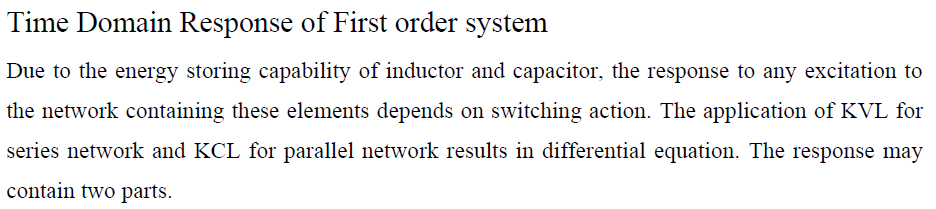 Time Domain Response of First order system
Due to the energy storing capability of inductor and capacitor, the response to any excitation to
the network containing these elements depends on switching action. The application of KVL for
series network and KCL for parallel network results in differential equation. The response may
contain two parts.